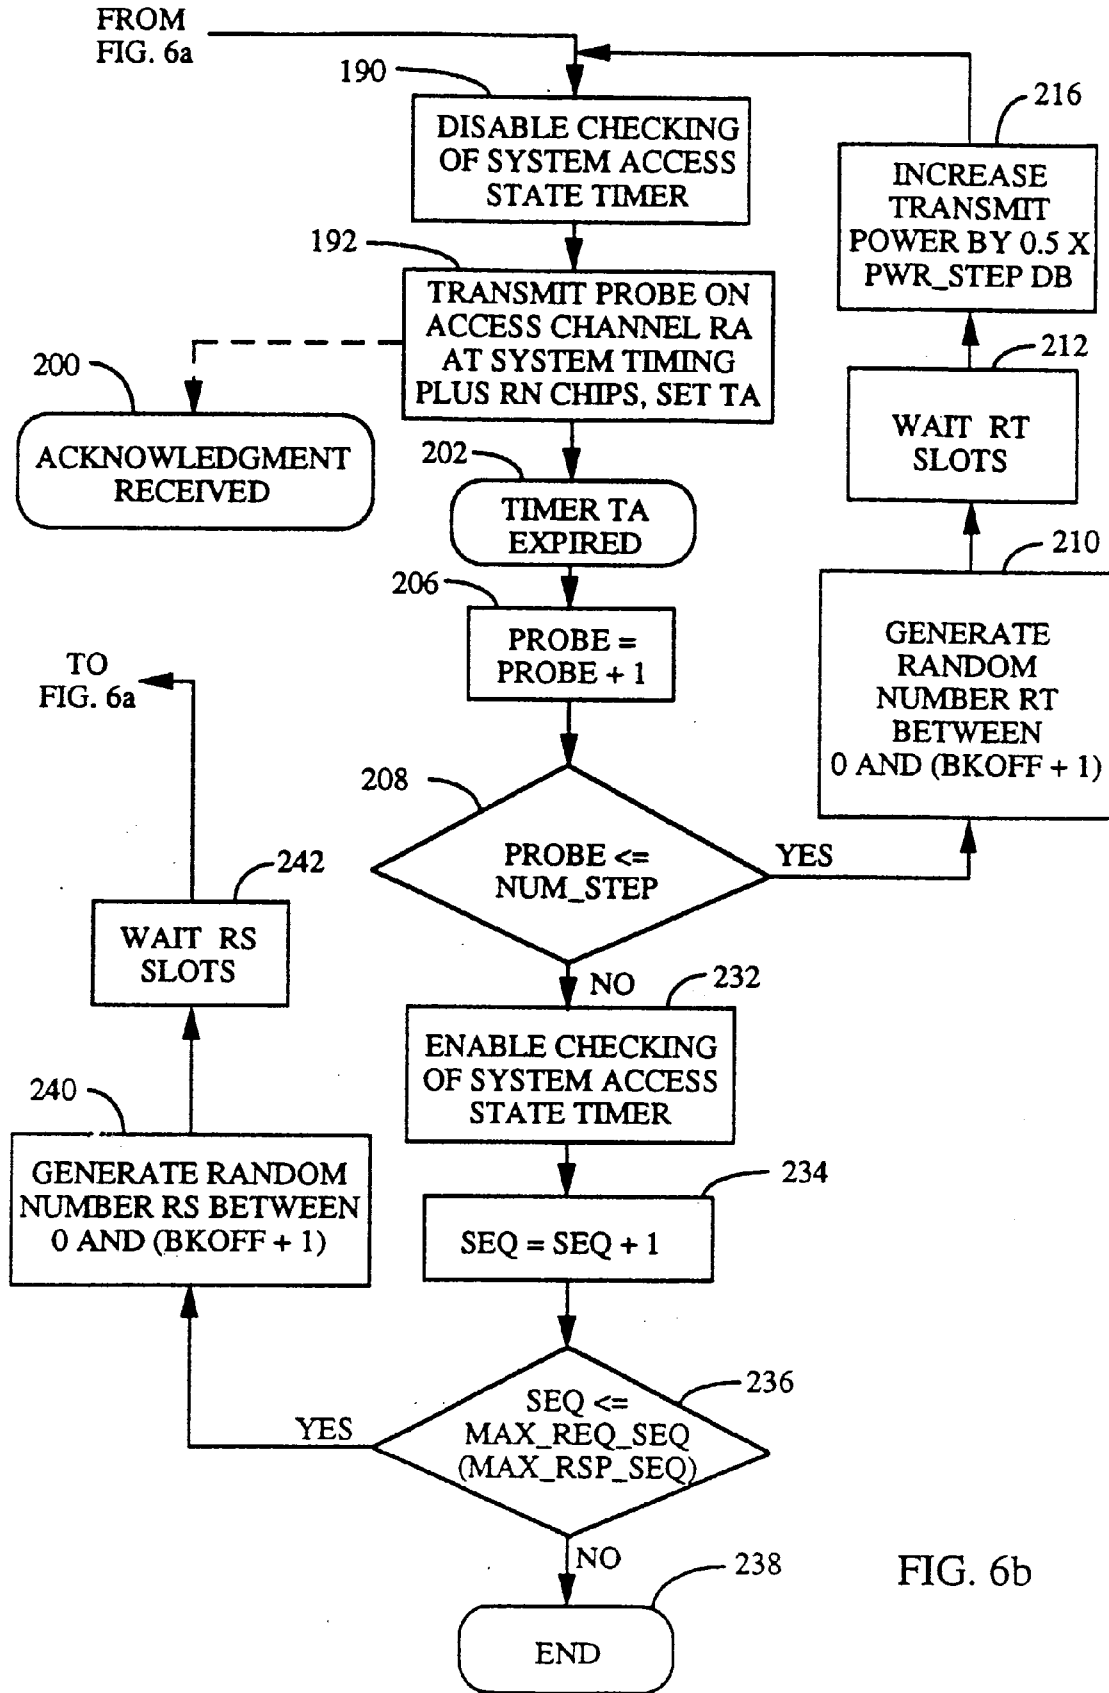 FROM
FIG. 6a
190
DISABLE CHECKING
OF SYSTEM ACCESS
STATE TIMER
216
INCREASE
TRANSMIT
POWER BY 0.5 X
PWR_STEP DB
192
TRANSMIT PROBE ON
ACCESS CHANNEL RA
AT SYSTEM TIMING
PLUS RN CHIPS, SET TA
200
ACKNOWLEDGMENT
RECEIVED
212
WAIT RT
SLOTS
202
TIMER TA
EXPIRED
210
GENERATE
RANDOM
NUMBER RT
BETWEEN
0 AND (BKOFF + 1)
206
PROBE =
PROBE + 1
TO
FIG. 6a
208
PROBE <=
NUM_STEP
YES
NO
242
WAIT RS
SLOTS
232
ENABLE CHECKING
OF SYSTEM ACCESS
STATE TIMER
240
GENERATE RANDOM
NUMBER RS BETWEEN
0 AND (BKOFF + 1)
234
SEQ = SEQ + 1
236
SEQ <=
MAX_REQ_SEQ
(MAX_RSP_SEQ)
YES
NO
238
END
FIG. 6b